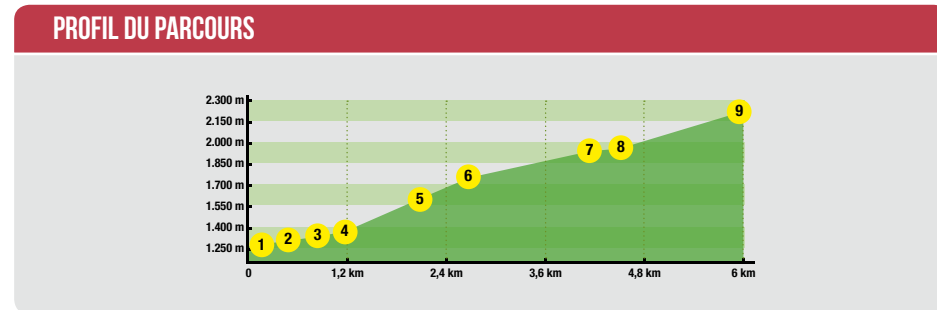 PROFIL DU PARCOURS
2.300 m
2.150 m
2.000 m
1.850 m
1.700 m
1.550 m
1.400 m
1.250 m
1 2 3 4 5 6 7 8 9
0 1,2 km 2,4 km 3,6 km 4,8 km 6 km